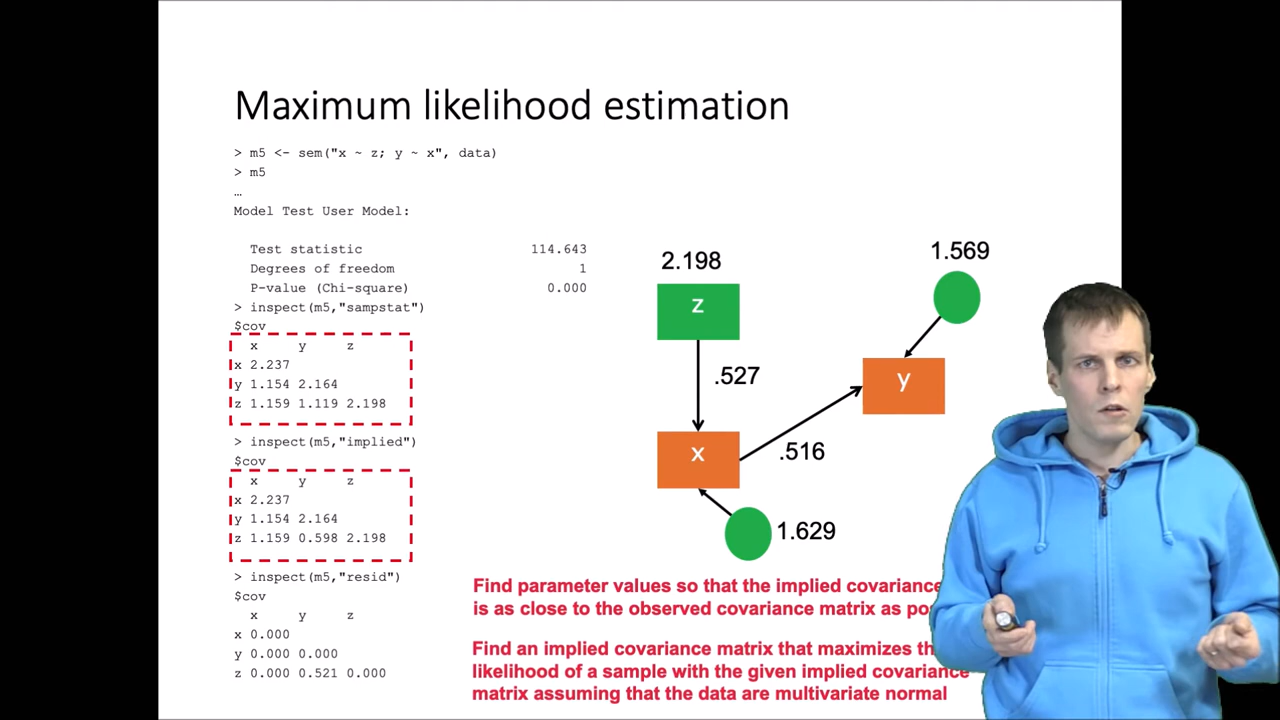 Maximum likelihood estimation
> m5 <- sem("x ~ z; y ~ x", data)
> m5
…
Model Test User Model:
Test statistic 114.643
Degrees of freedom 1
P-value (Chi-square) 0.000
> inspect(m5,"sampstat")
$cov
x y z
x 2.237
y 1.154 2.164
z 1.159 1.119 2.198
> inspect(m5,"implied")
$cov
x y z
x 2.237
y 1.154 2.164
z 1.159 0.598 2.198
> inspect(m5,"resid")
$cov
x y z
x 0.000
y 0.000 0.000
z 0.000 0.521 0.000
2.198
1.569
z
.527
y
x
.516
1.629
Find parameter values so that the implied covariance
is as close to the observed covariance matrix as
Find an implied covariance matrix that maximizes
likelihood of a sample with the given implied covariance
matrix assuming that the data are multivariate normal